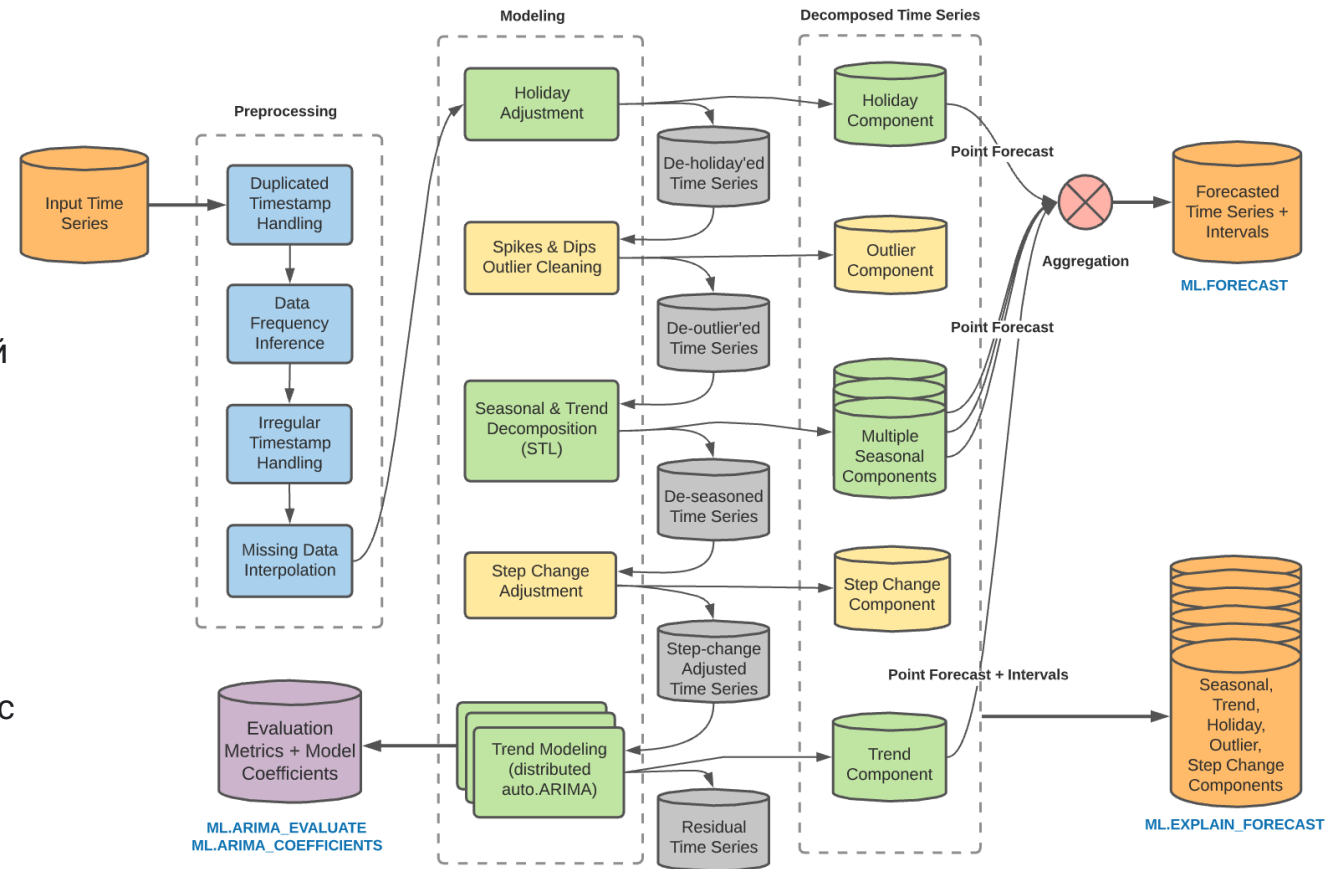 Modeling
Decomposed Time Series
Preprocessing
Input Time
Series
Duplicated
Timestamp
Handling
Data
Frequency
Inference
Irregular
Timestamp
Handling
Missing Data
Interpolation
Holiday
Adjustment
De-holiday'ed
Time Series
Spikes & Dips
Outlier Cleaning
De-outlier'ed
Time Series
Seasonal & Trend
Decomposition
(STL)
De-seasoned
Time Series
Step Change
Adjustment
Step-change
Adjusted
Time Series
Trend Modeling
(distributed
auto.ARIMA)
Residual
Time Series
Evaluation
Metrics + Model
Coefficients
ML.ARIMA_EVALUATE
ML.ARIMA_COEFFICIENTS
Holiday
Component
Outlier
Component
Multiple
Seasonal
Components
Step Change
Component
Trend
Component
Point Forecast
Point Forecast
Point Forecast + Intervals
Aggregation
Forecasted
Time Series +
Intervals
ML.FORECAST
Seasonal,
Trend,
Holiday,
Outlier,
Step Change
Components
ML.EXPLAIN_FORECAST
й
с